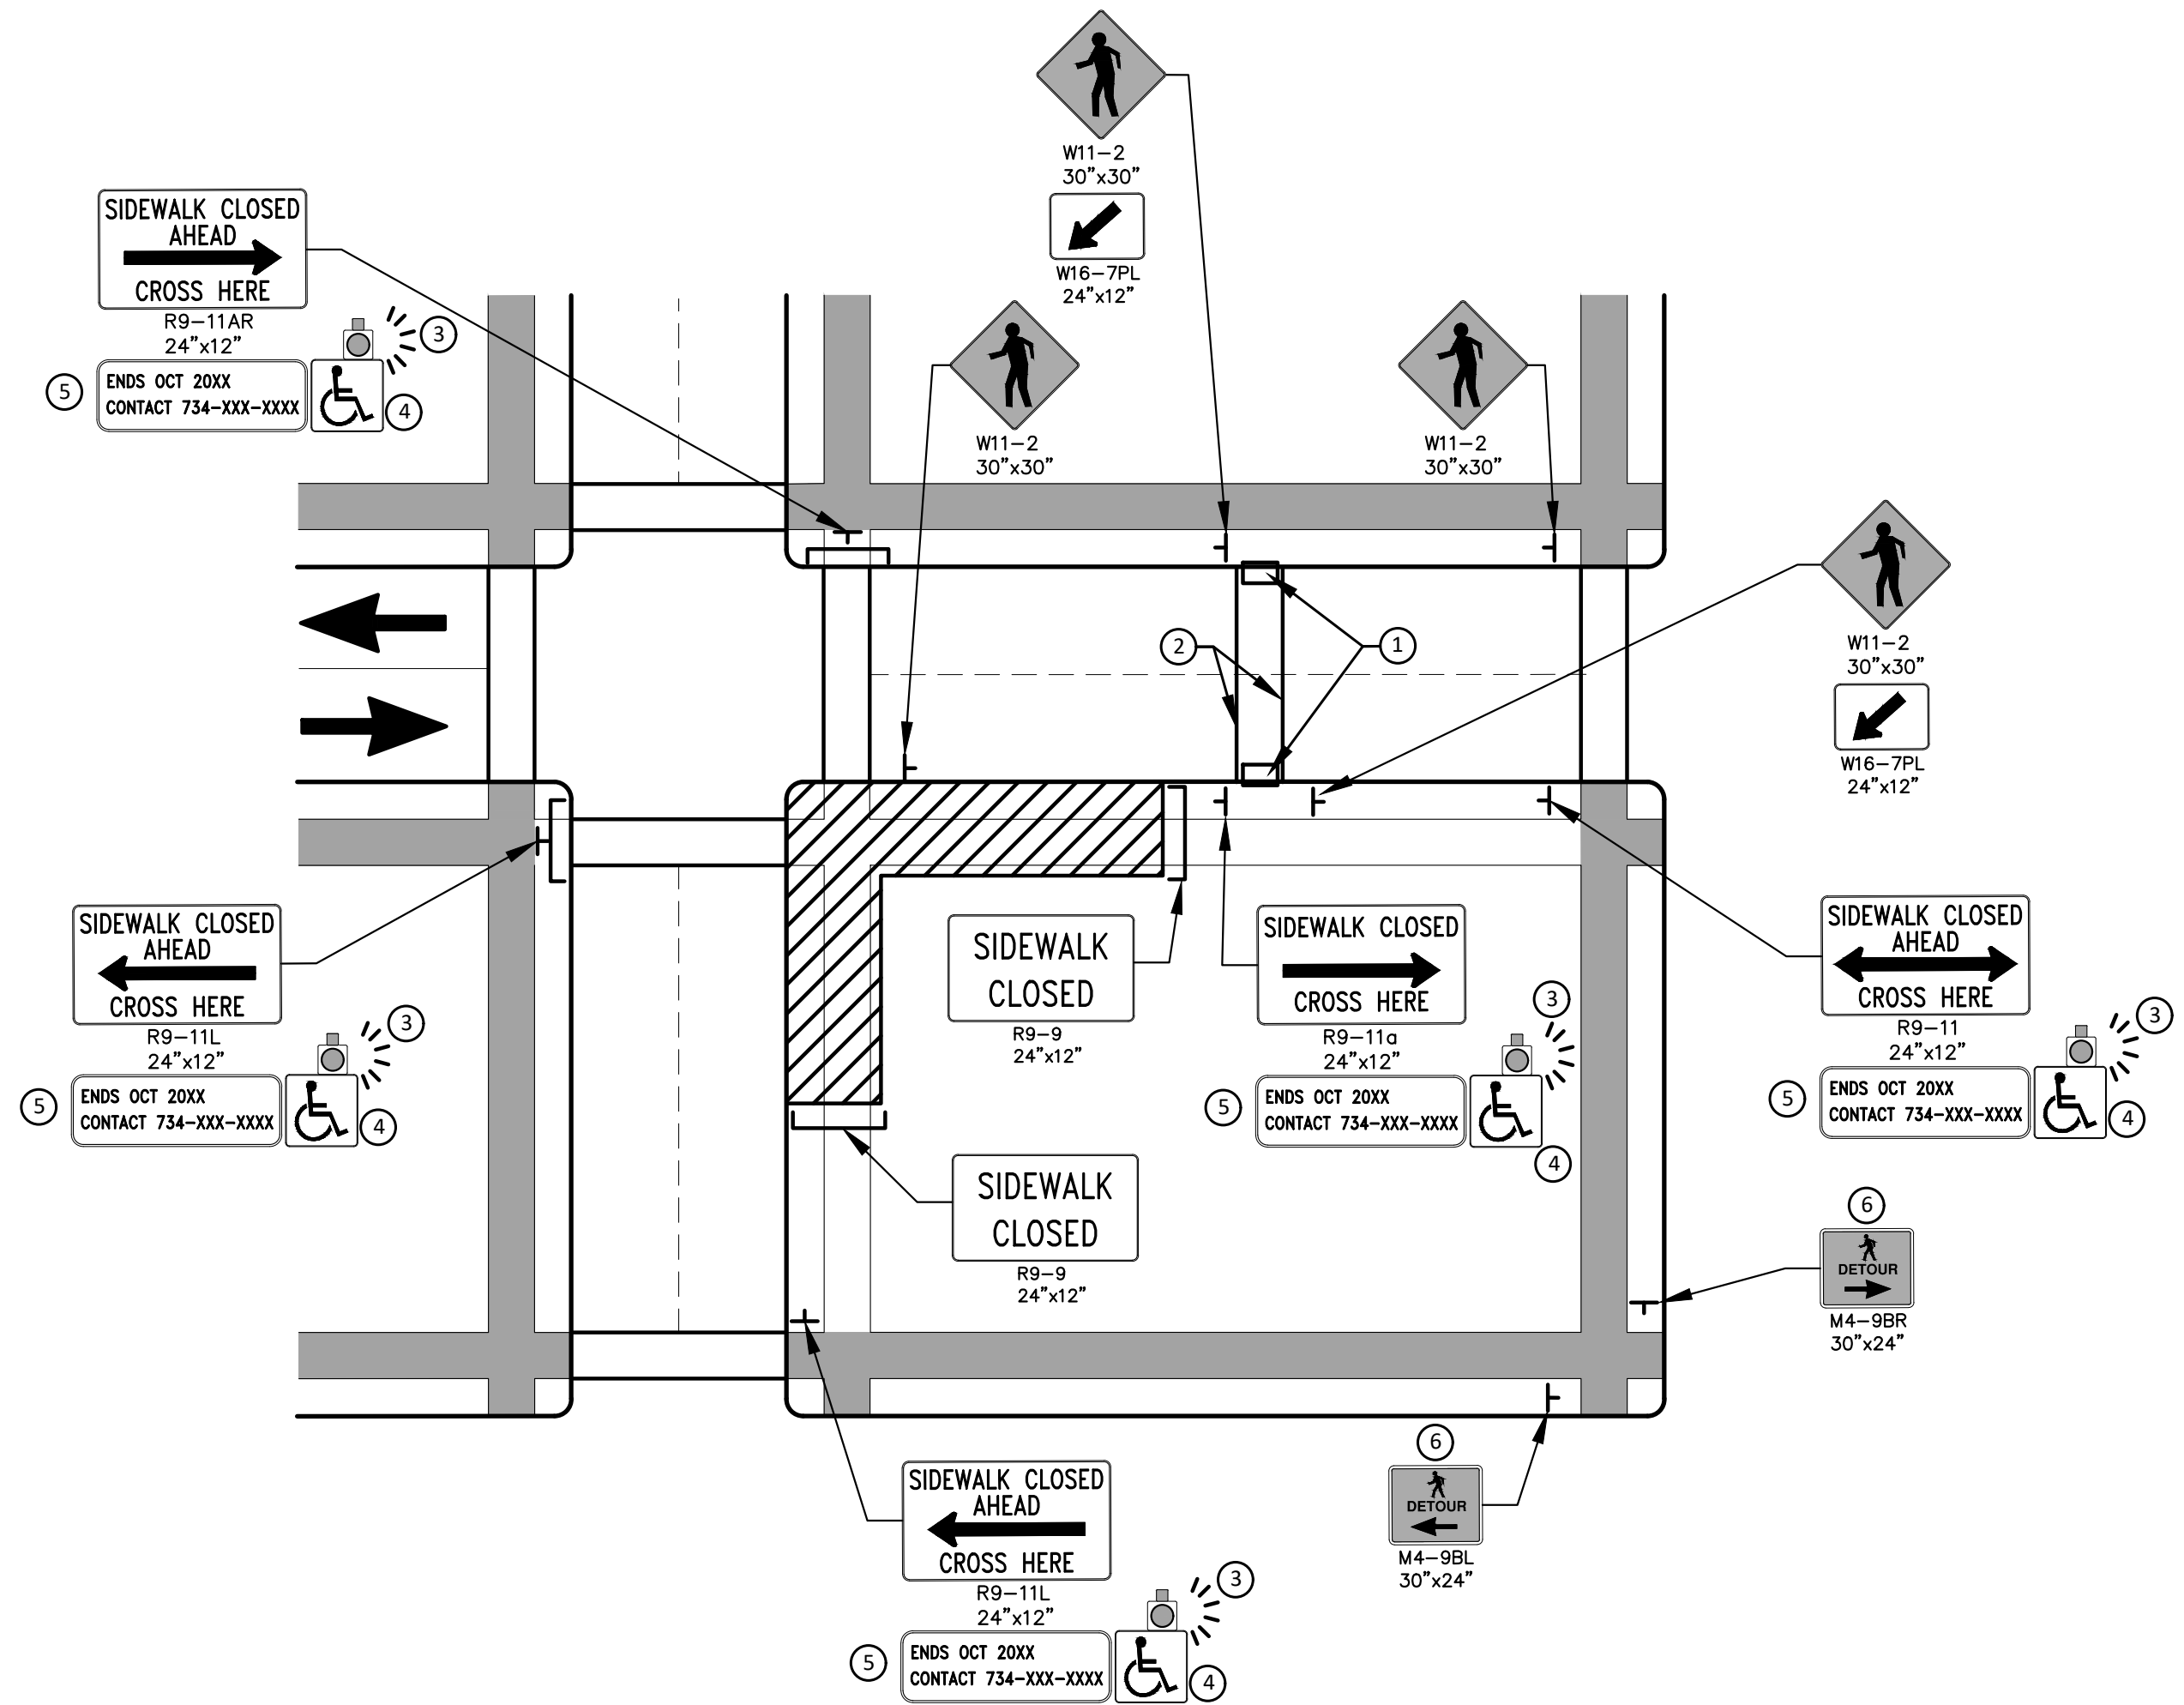 W11-2
30"x30"
W16-7PL
24"x12"
SIDEWALK CLOSED
AHEAD
CROSS HERE
R9-11AR
24"x12"
3
5
ENDS OCT 20XX
CONTACT 734-XXX-XXXX
4
W11-2
30"x30"
W11-2
30"x30"
W11-2
30"x30"
W16-7PL
24"x12"
2
1
SIDEWALK CLOSED
AHEAD
CROSS HERE
R9-11L
24"x12"
3
5
ENDS OCT 20XX
CONTACT 734-XXX-XXXX
4
SIDEWALK
CLOSED
R9-9
24"x12"
SIDEWALK CLOSED
CROSS HERE
R9-11a
24"x12"
3
5
ENDS OCT 20XX
CONTACT 734-XXX-XXXX
4
SIDEWALK CLOSED
AHEAD
CROSS HERE
R9-11
24"x12"
3
5
ENDS OCT 20XX
CONTACT 734-XXX-XXXX
4
SIDEWALK
CLOSED
R9-9
24"x12"
6
DETOUR
M4-9BR
30"x24"
6
DETOUR
M4-9BL
30"x24"
SIDEWALK CLOSED
AHEAD
CROSS HERE
R9-11L
24"x12"
3
5
ENDS OCT 20XX
CONTACT 734-XXX-XXXX
4